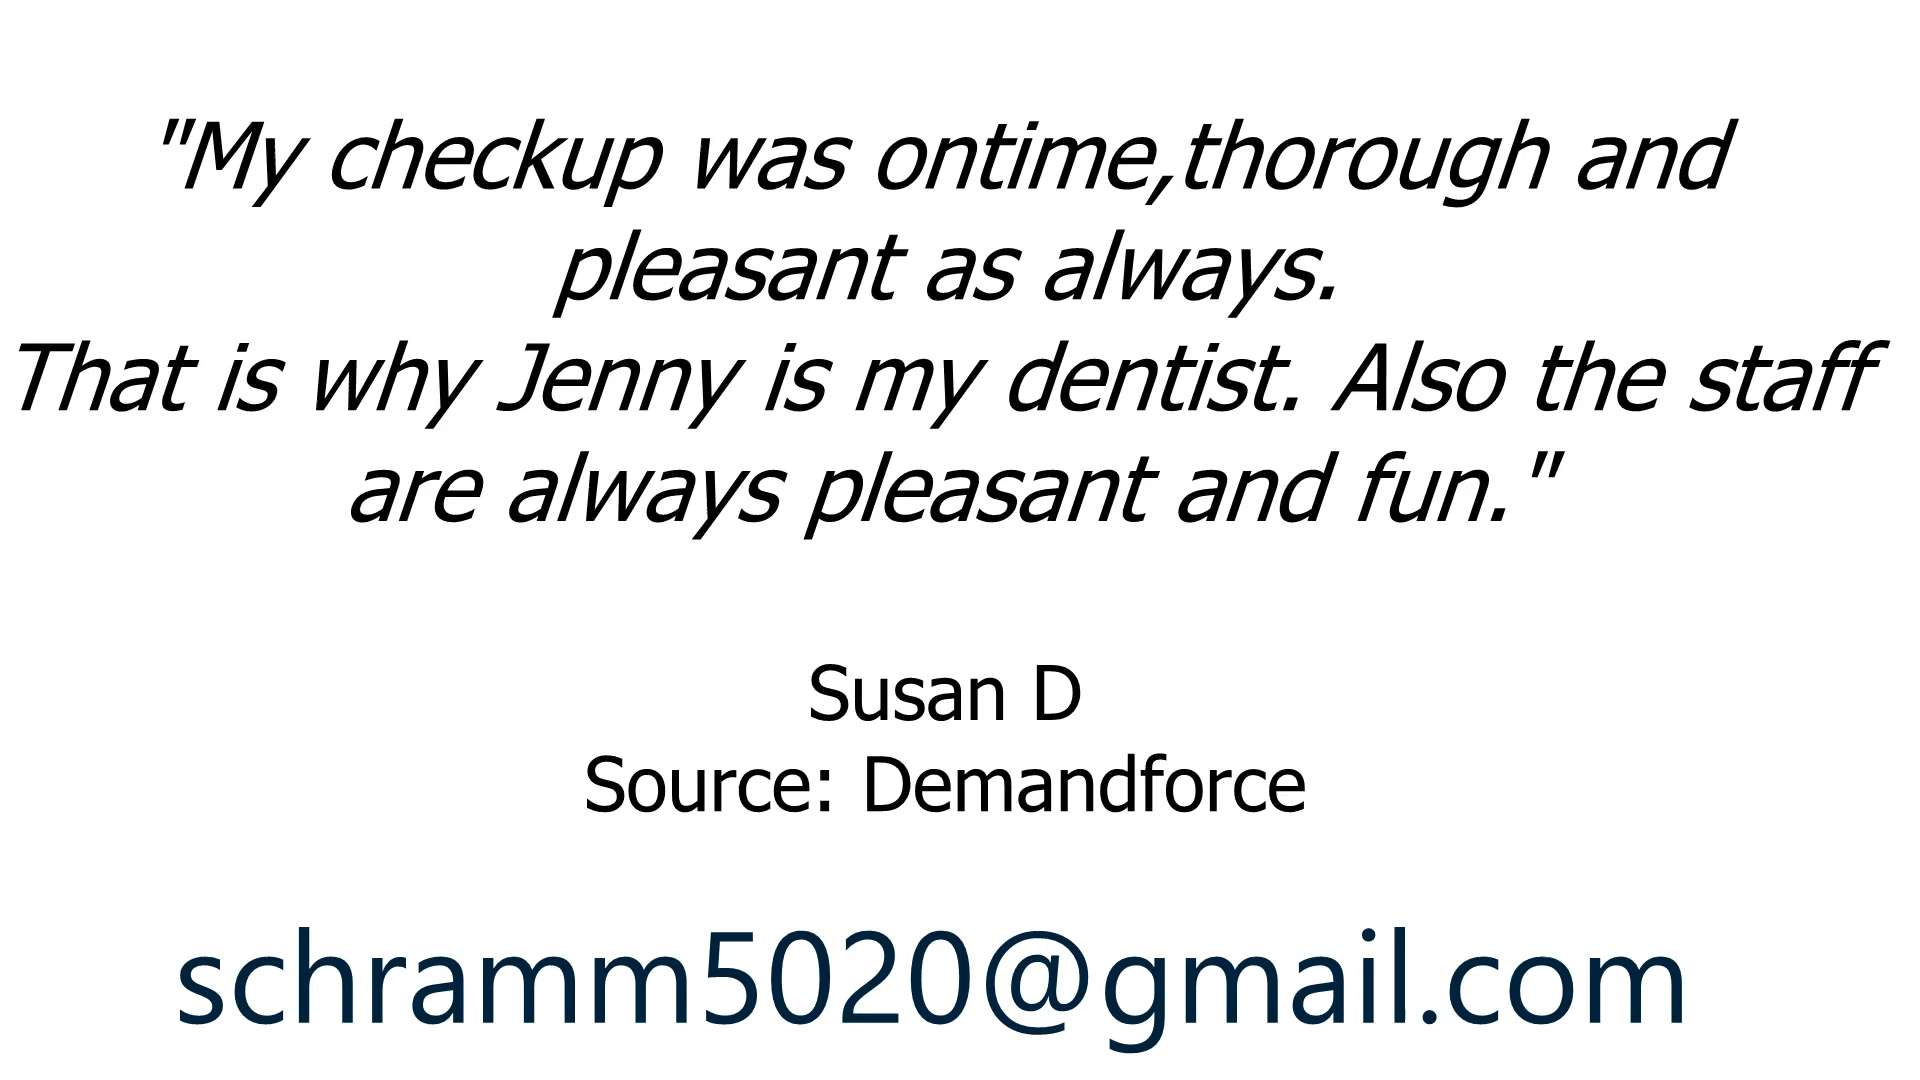 "My checkup was ontime,thorough and
pleasant as always.
That is why Jenny is my dentist. Also the staff
are always pleasant and fun."
Susan D
Source: Demandforce
schramm5020@gmail.com